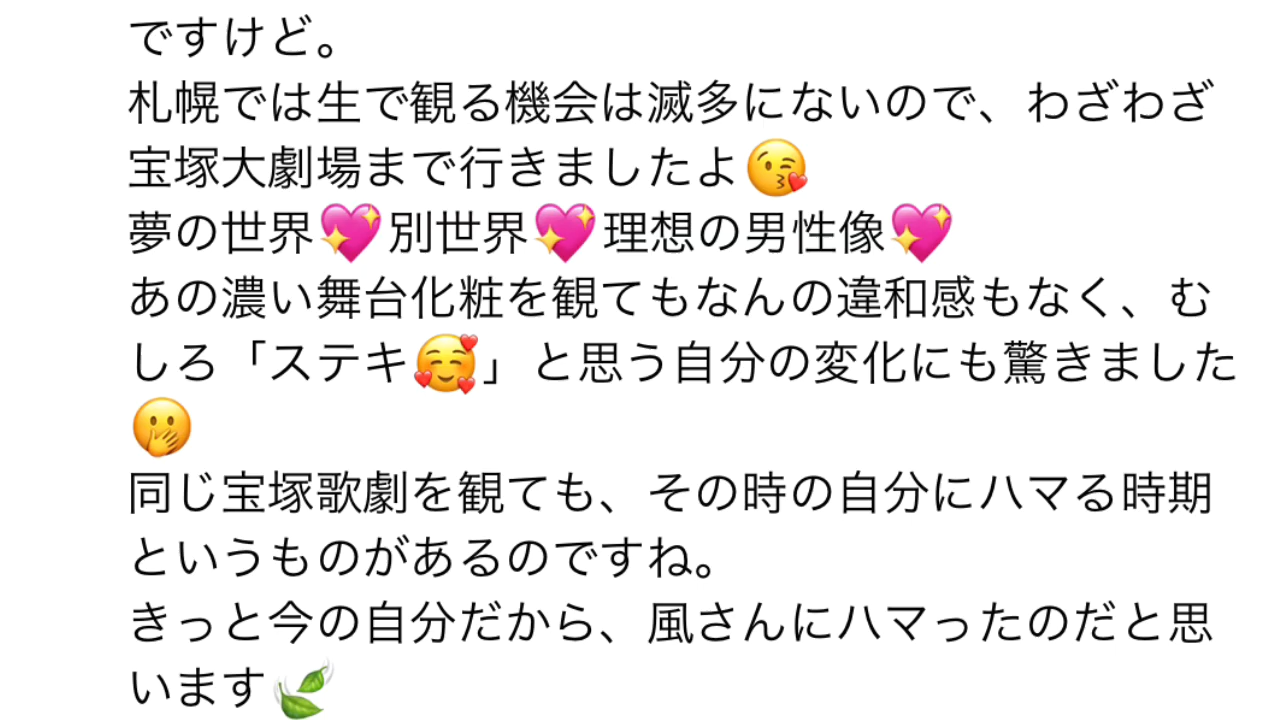 ですけど。
札幌では生で観る機会は滅多にないので、わざわざ
宝塚大劇場まで行きましたよ😘
夢の世界💖別世界💖理想の男性像💖
あの濃い舞台化粧を観てもなんの違和感もなく、む
しろ「ステキ🥰」と思う自分の変化にも驚きました
🤭
同じ宝塚歌劇を観ても、その時の自分にハマる時期
というものがあるのですね。
きっと今の自分だから、風さんにハマったのだと思
います🍃